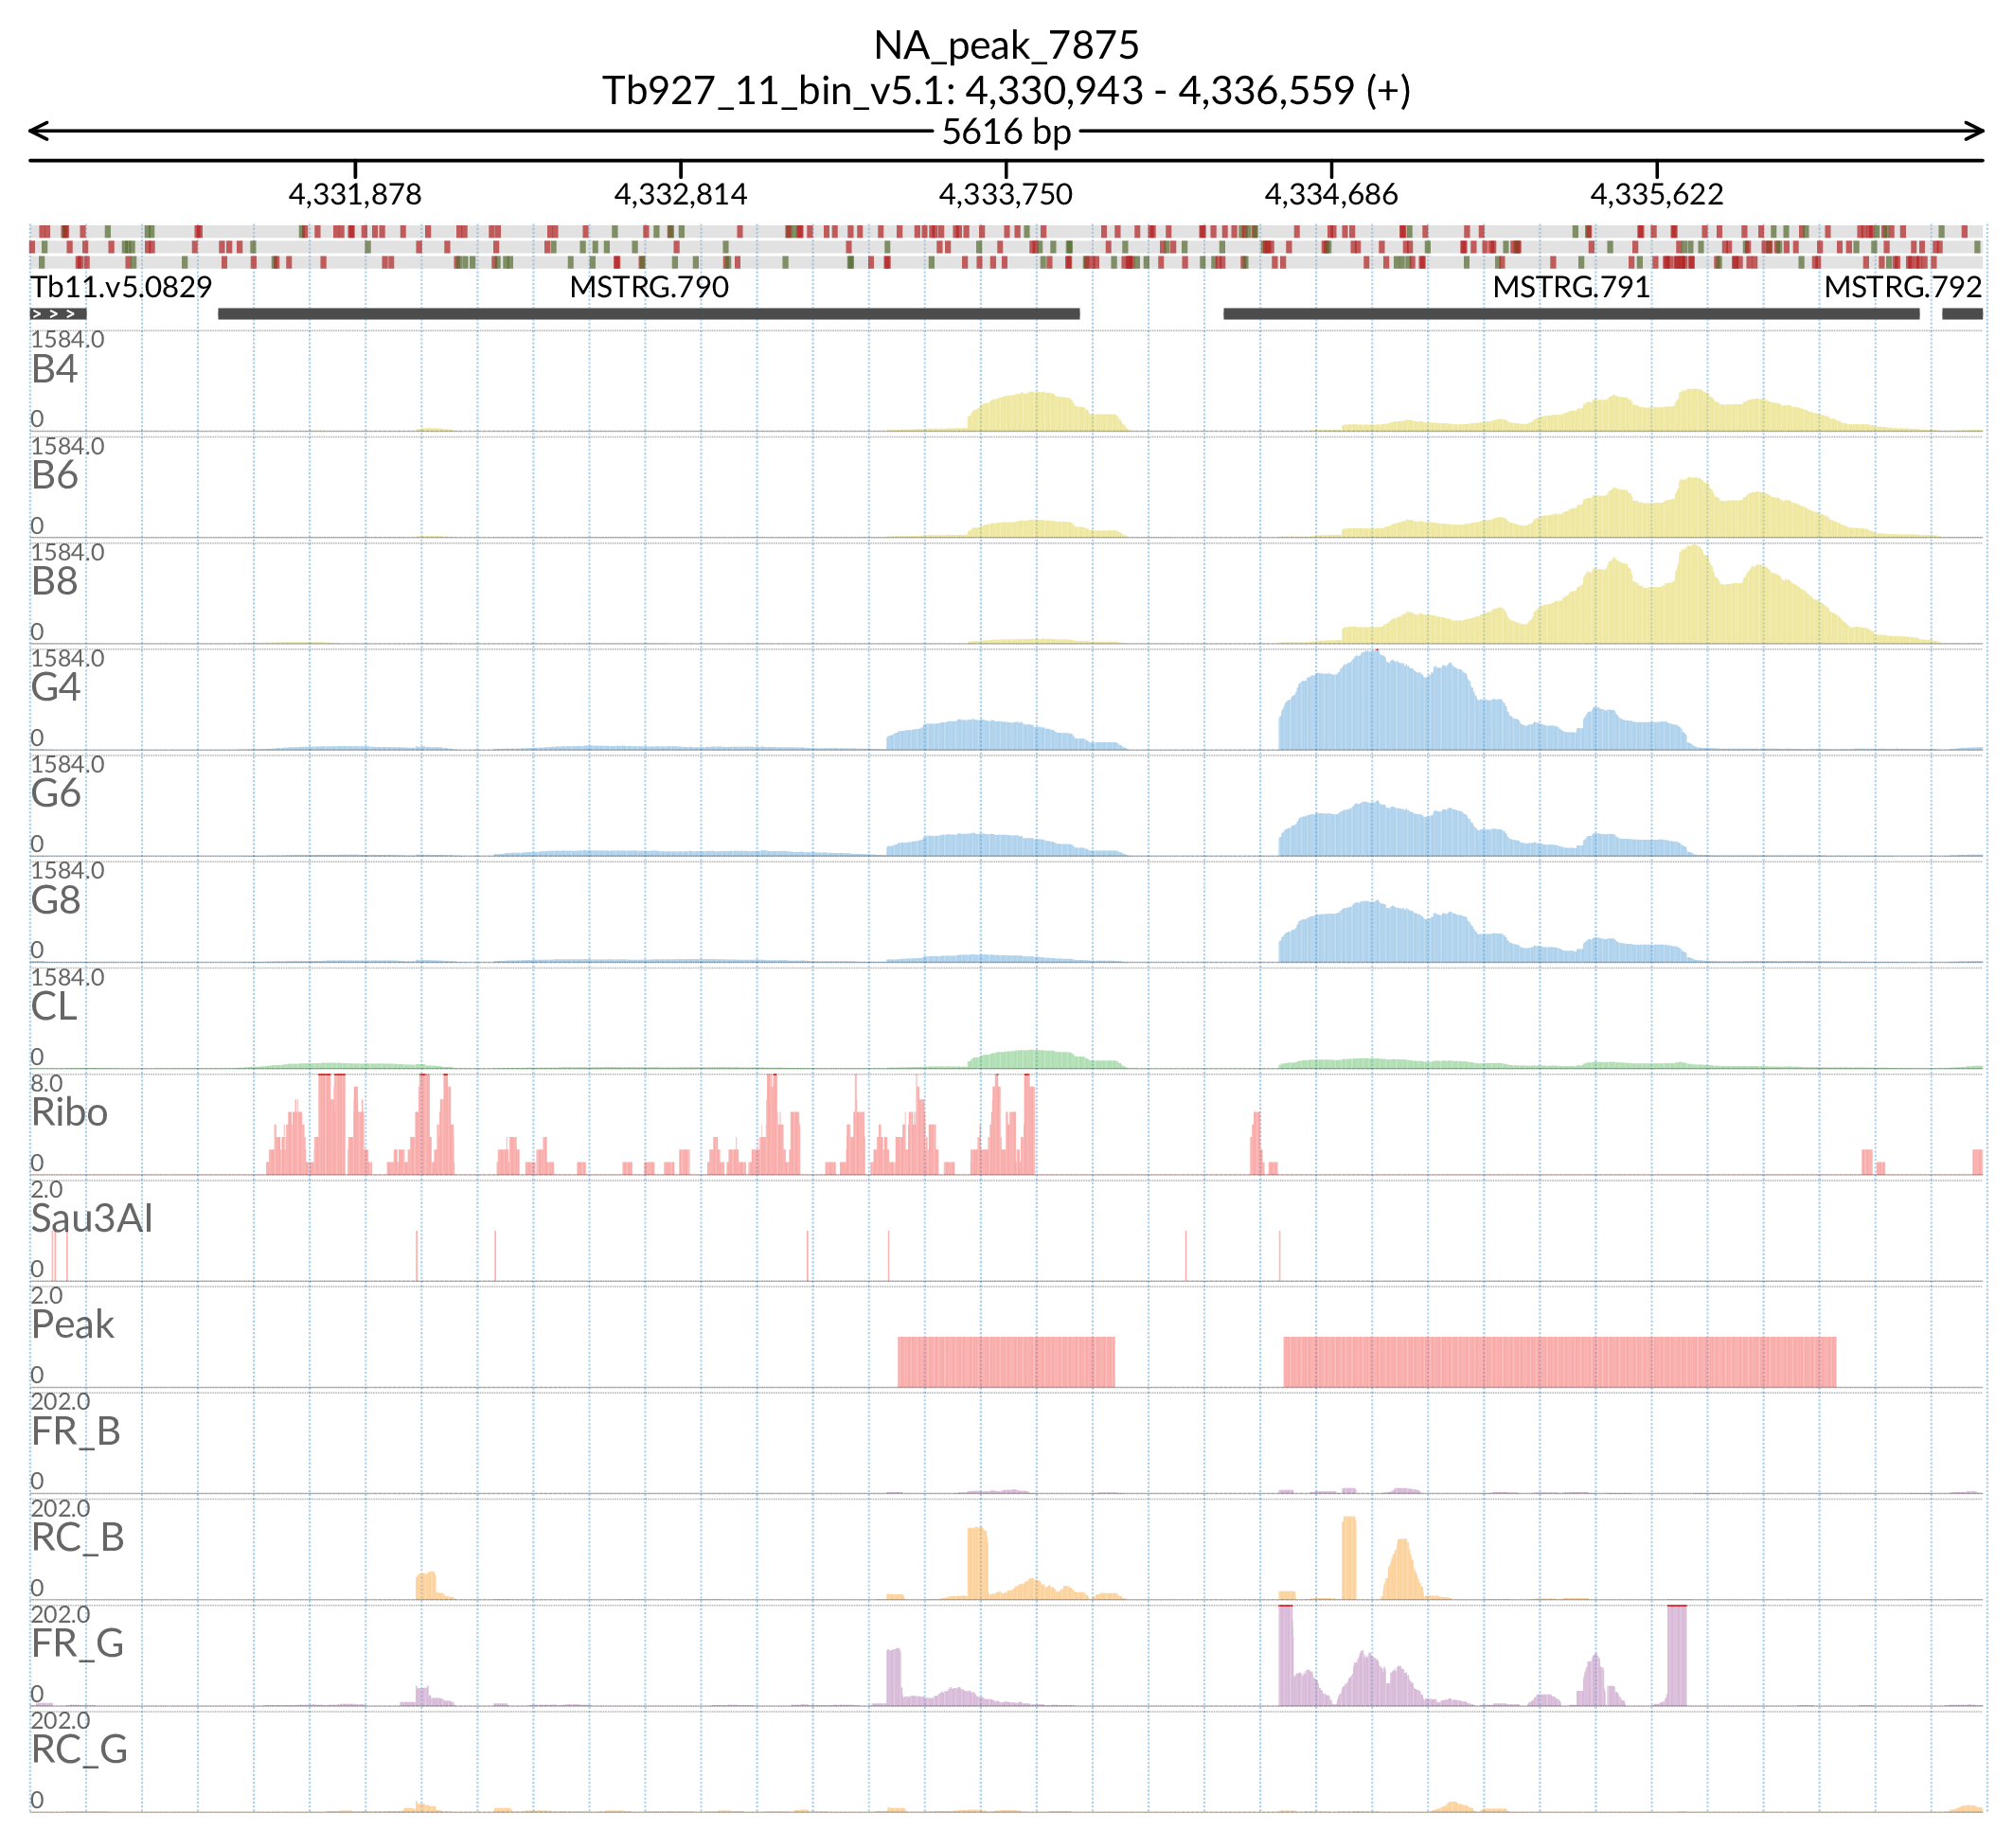 NA_peak_7875
Tb927_11_bin_v5.1: 4,330,943 - 4,336,559 (+)
5616 bp
4,331,878 4,332,814 4,333,750 4,334,686 4,335,622
Tb11.v5.0829 MSTRG.790 MSTRG.791 MSTRG.792
1584.0
B4
0
1584.0
B6
0
1584.0
B8
0
1584.0
G4
0
1584.0
G6
0
1584.0
G8
0
1584.0
CL
0
8.0
Ribo
0
2.0
Sau3AI
0
2.0
Peak
0
202.0
FR_B
0
202.0
RC_B
0
202.0
FR_G
0
202.0
RC_G
0